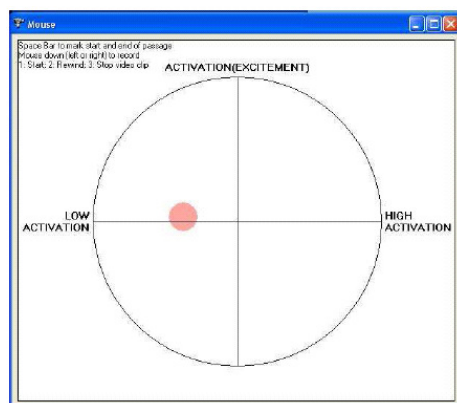 Mouse
Space Bar to mark start and end of passage
Mouse down (left or right) to record
1: Start; 2: Rewind; 3: Stop video clip
ACTIVATION(EXCITEMENT)
LOW
ACTIVATION
HIGH
ACTIVATION